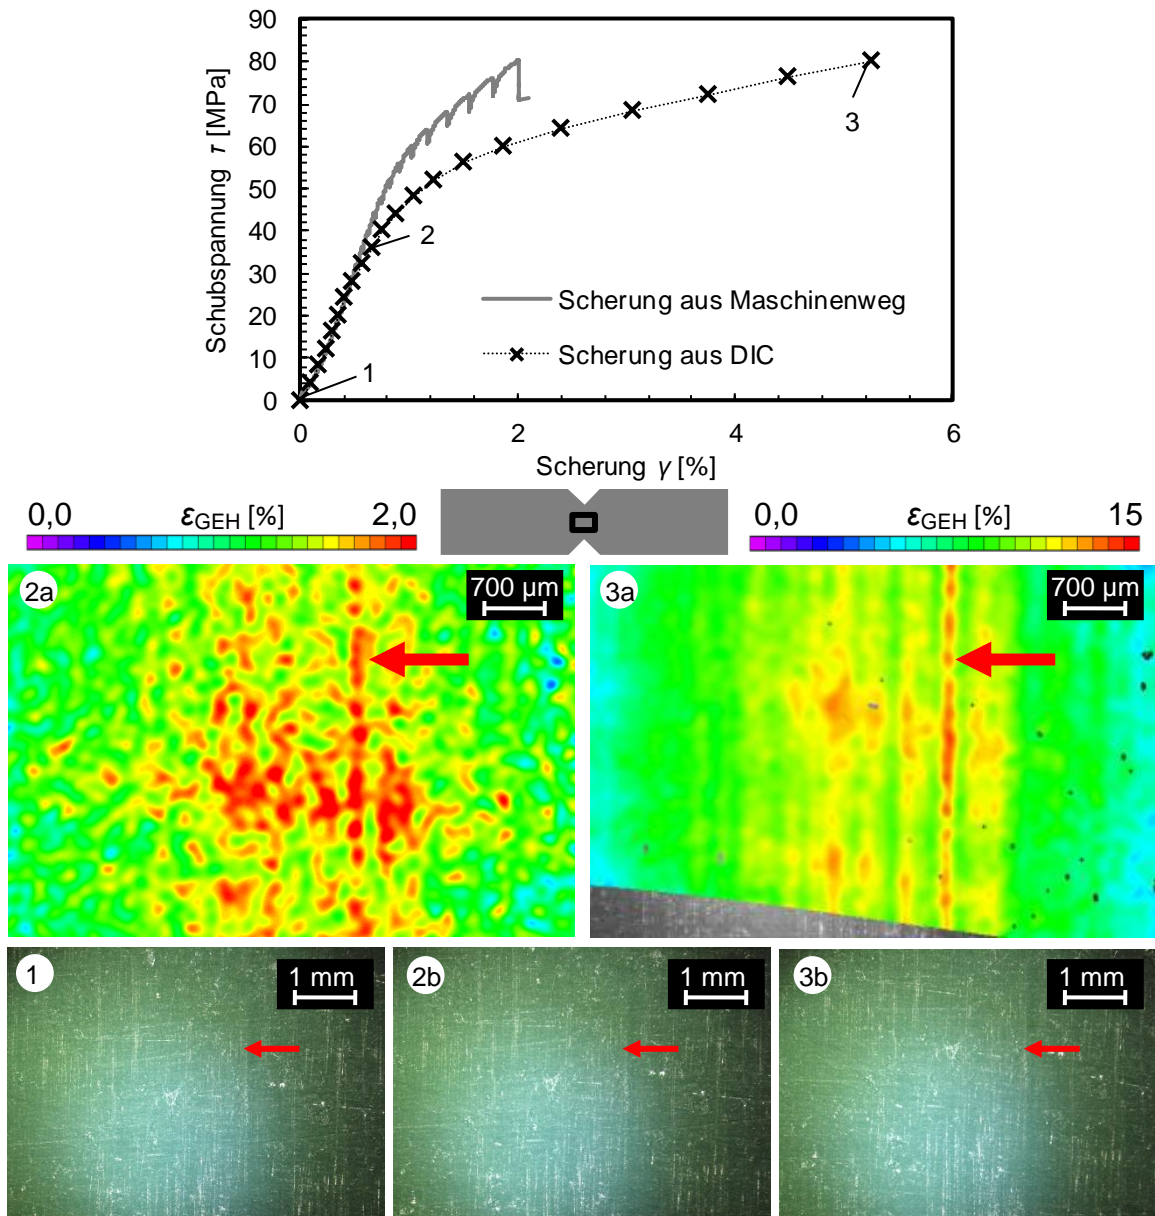 90
80
70
60
50
40
30
20
10
0
Schubspannung τ [MPa]
3
2
1
Scherung aus Maschinenweg
Scherung aus DIC
0 2 4 6
Scherung γ [%]
0,0 εGEH [%] 2,0
0,0 εGEH [%] 15
2a 700 µm
3a 700 µm
1 1 mm
2b 1 mm
3b 1 mm